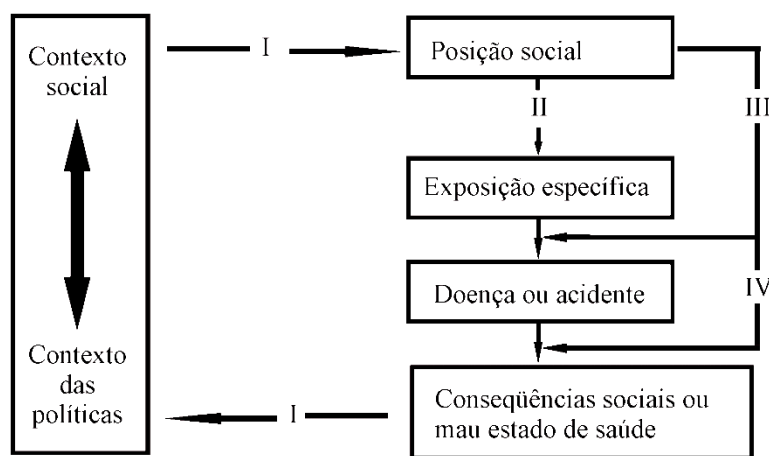 Contexto
social
I
Posição social
II
III
Exposição específica
Doença ou acidente
IV
Contexto
das
políticas
I
Conseqüências sociais ou
mau estado de saúde